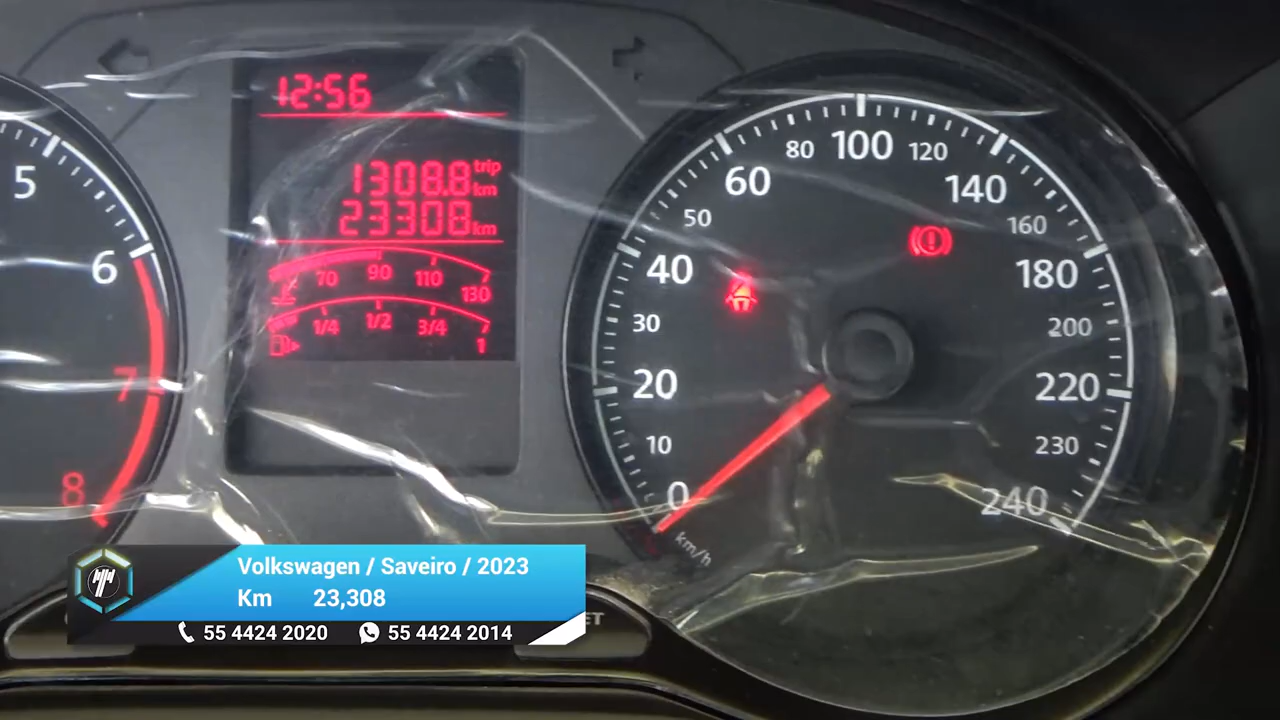 12:56
trip
1308.8 km
23308 km
70 90 110 130
1/4 1/2 3/4 1
5
6
7
8
0
10
20
30
40
50
60
80
100
120
140
160
180
200
220
230
240
km/h
Volkswagen / Saveiro / 2023
Km 23,308
55 4424 2020 55 4424 2014